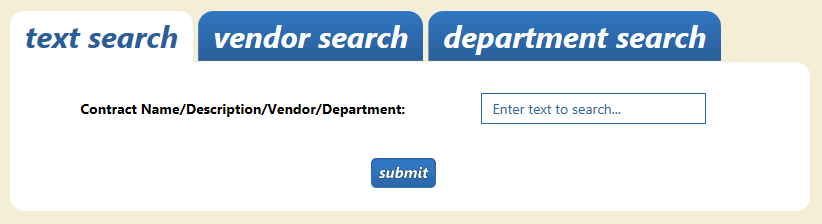 text search vendor search department search
Contract Name/Description/Vendor/Department: Enter text to search...
submit